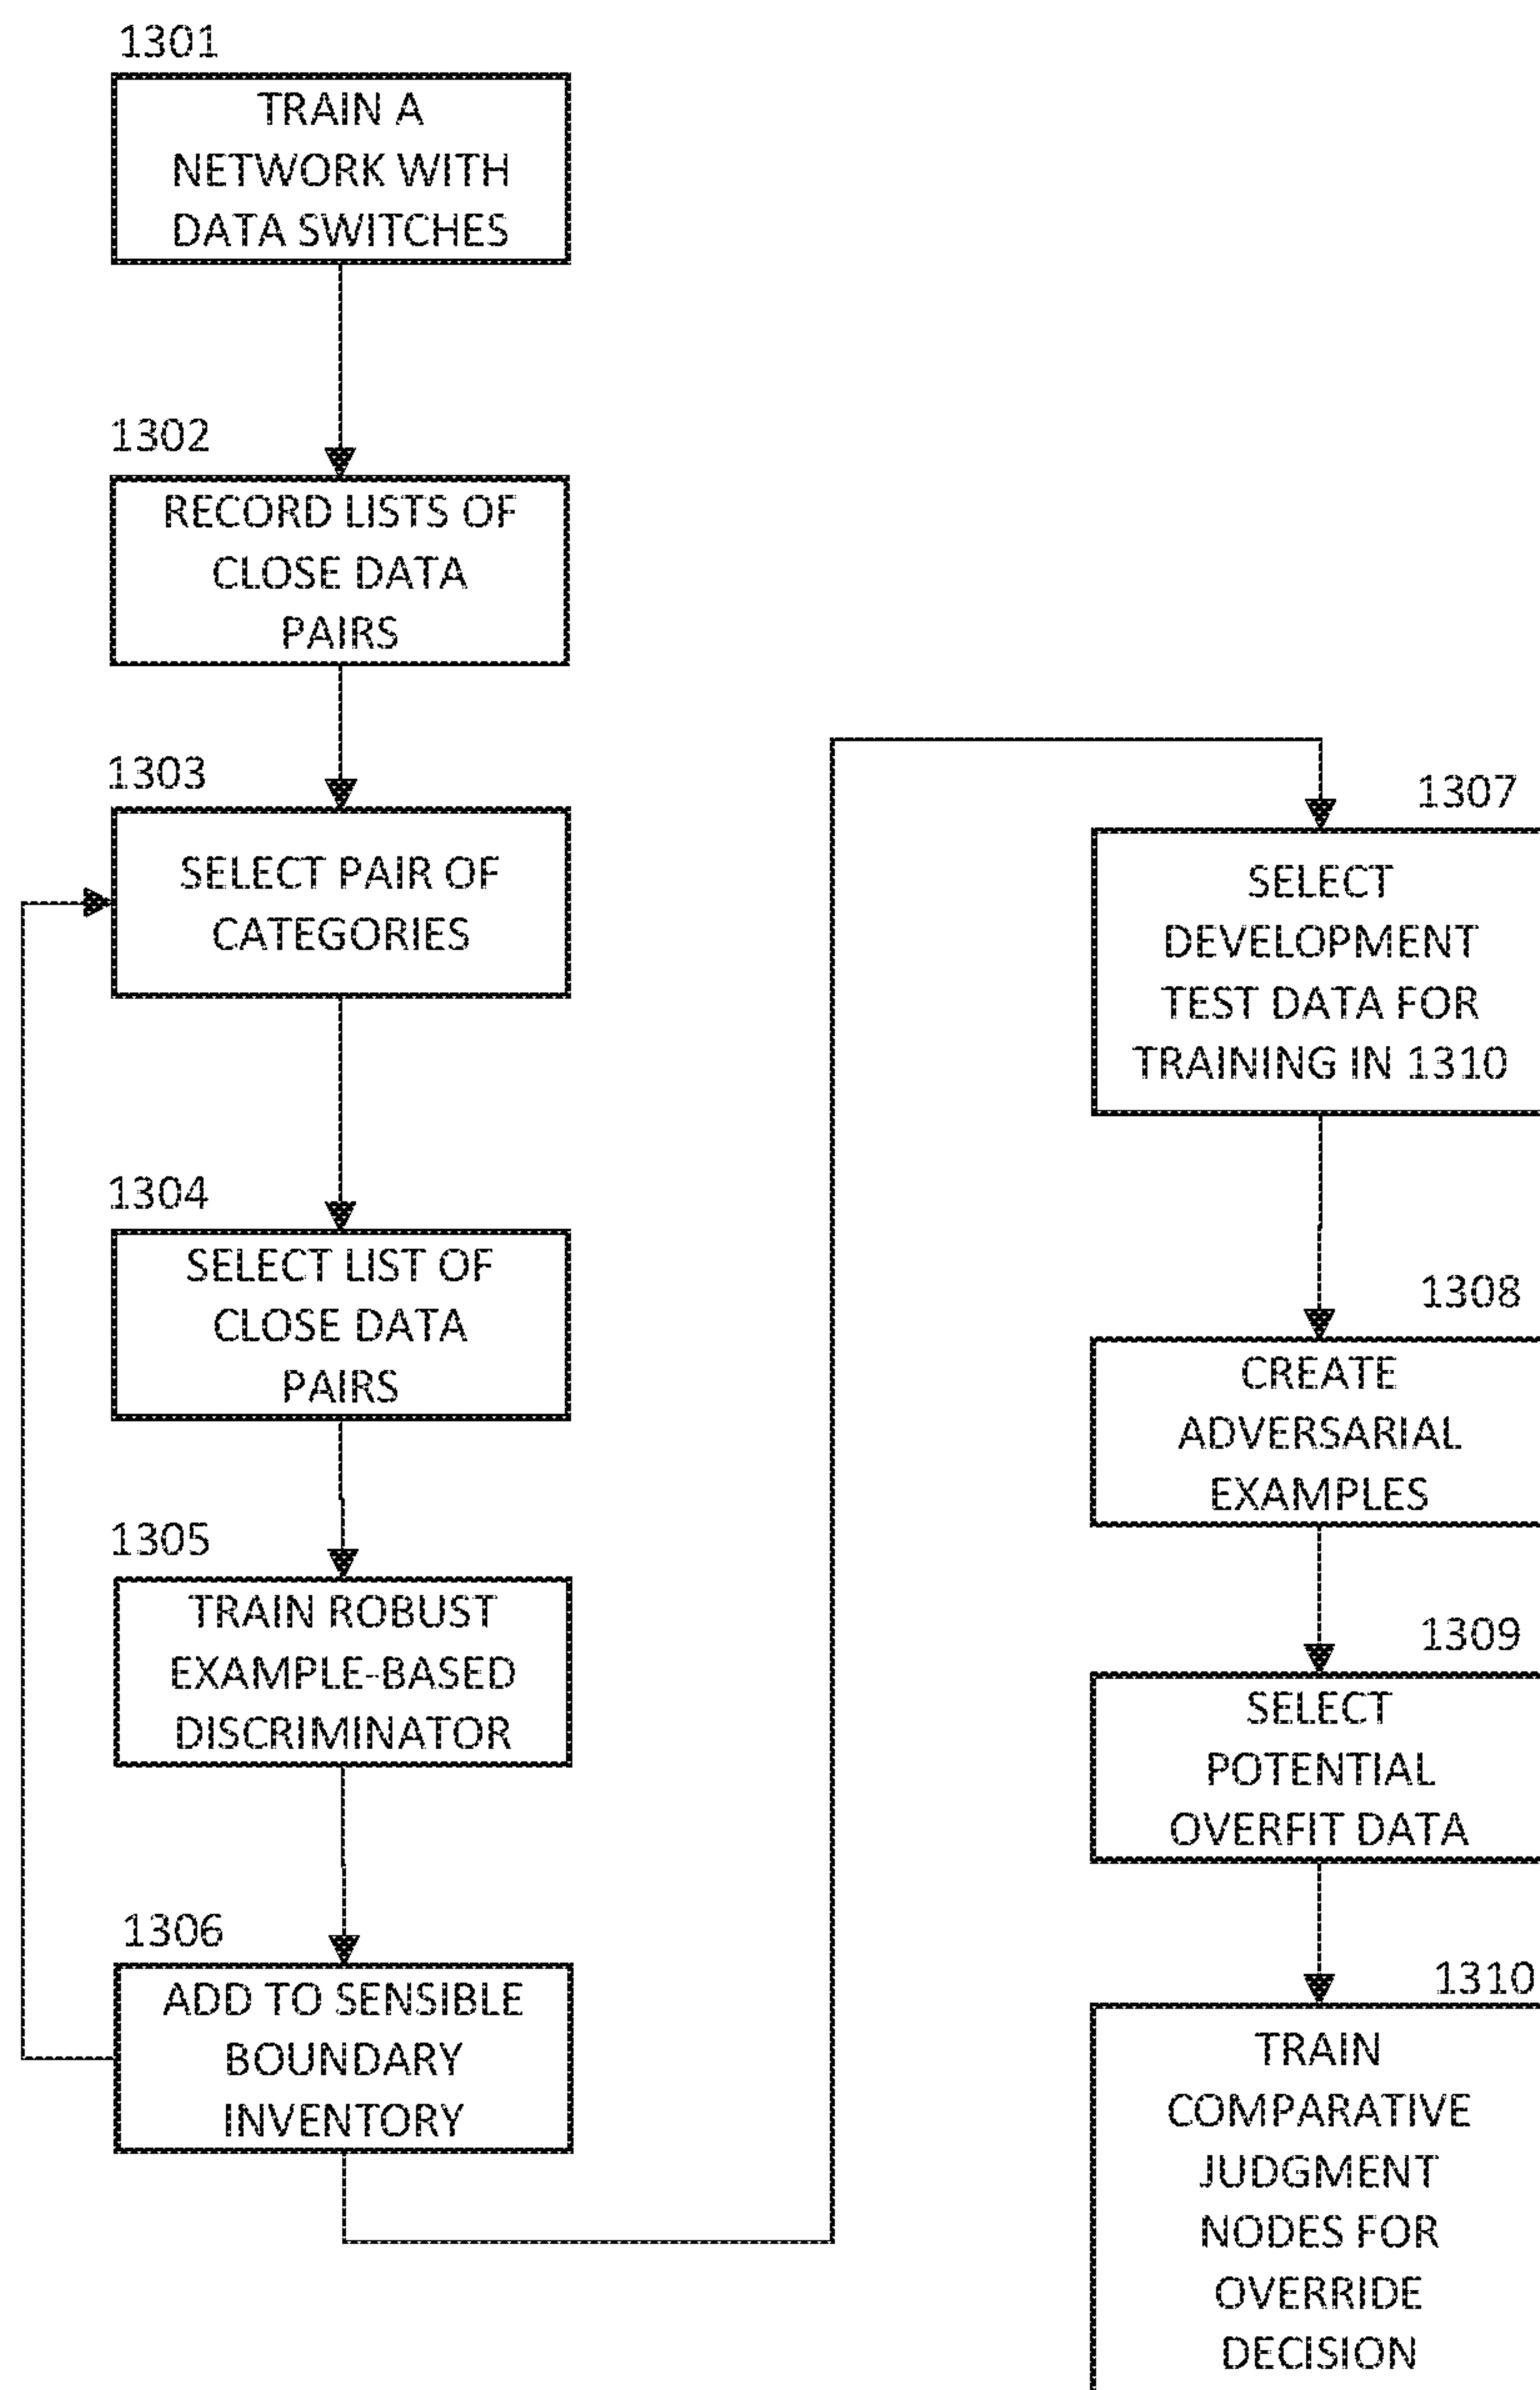 1301
TRAIN A
NETWORK WITH
DATA SWITCHES
1302
RECORD LISTS OF
CLOSE DATA
PAIRS
1303
SELECT PAIR OF
CATEGORIES
1304
SELECT LIST OF
CLOSE DATA
PAIRS
1305
TRAIN ROBUST
EXAMPLE-BASED
DISCRIMINATOR
1306
ADD TO SENSIBLE
BOUNDARY
INVENTORY
1307
SELECT
DEVELOPMENT
TEST DATA FOR
TRAINING IN 1310
1308
CREATE
ADVERSARIAL
EXAMPLES
1309
SELECT
POTENTIAL
OVERFIT DATA
1310
TRAIN
COMPARATIVE
JUDGMENT
NODES FOR
OVERRIDE
DECISION